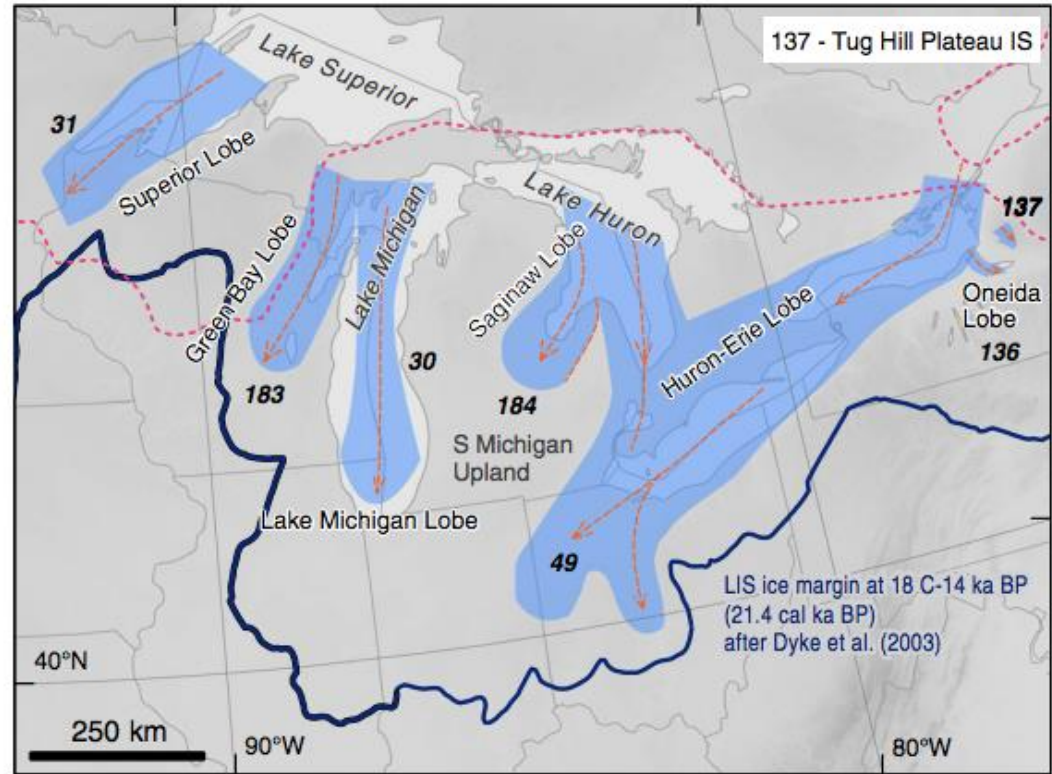 137 - Tug Hill Plateau IS
Lake Superior
31
Superior Lobe
Lake Huron
137
Green Bay Lobe
Lake Michigan
Saginaw Lobe
Huron-Erie Lobe
Oneida
Lobe
136
30
183
184
S Michigan
Upland
Lake Michigan Lobe
49
LIS ice margin at 18 C-14 ka BP
(21.4 cal ka BP)
after Dyke et al. (2003)
40°N
250 km
90°W
80°W